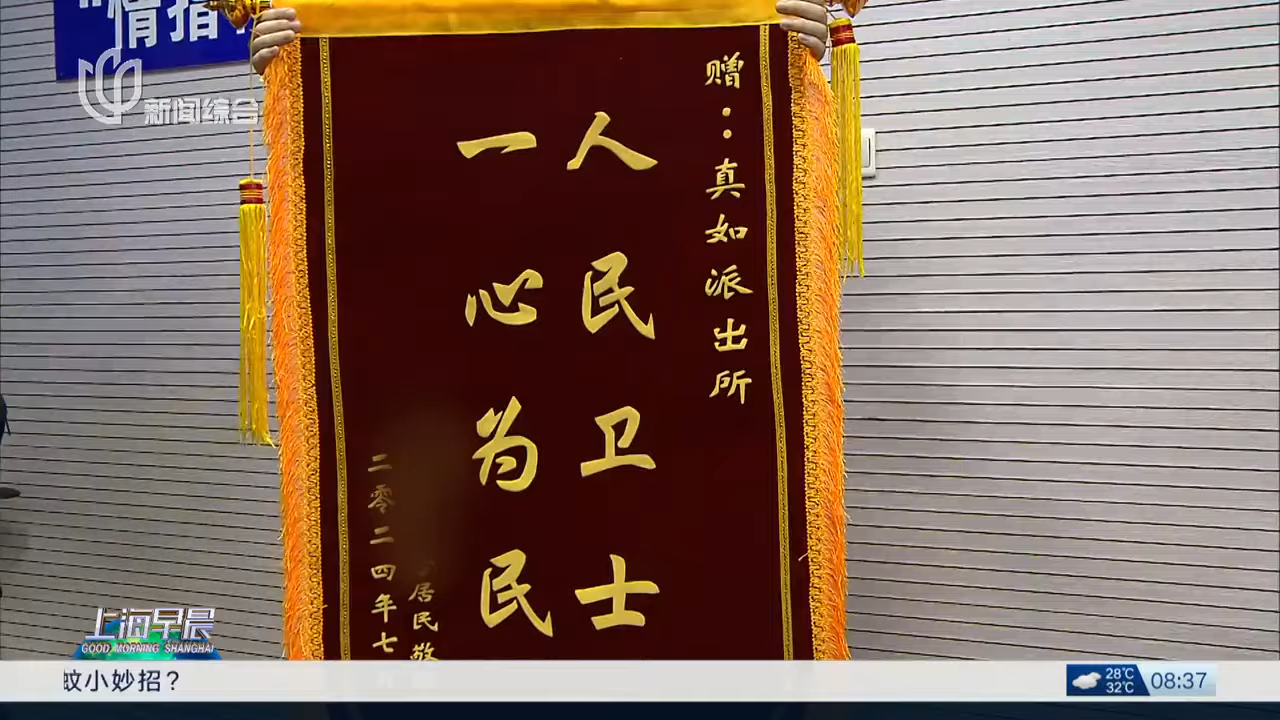 情指
新闻综合
赠：真如派出所
人民卫士
一心为民
居民敬
二零二四年七
上海早晨
GOOD MORNING SHANGHAI
蚊小妙招？
28℃
32℃
08:37